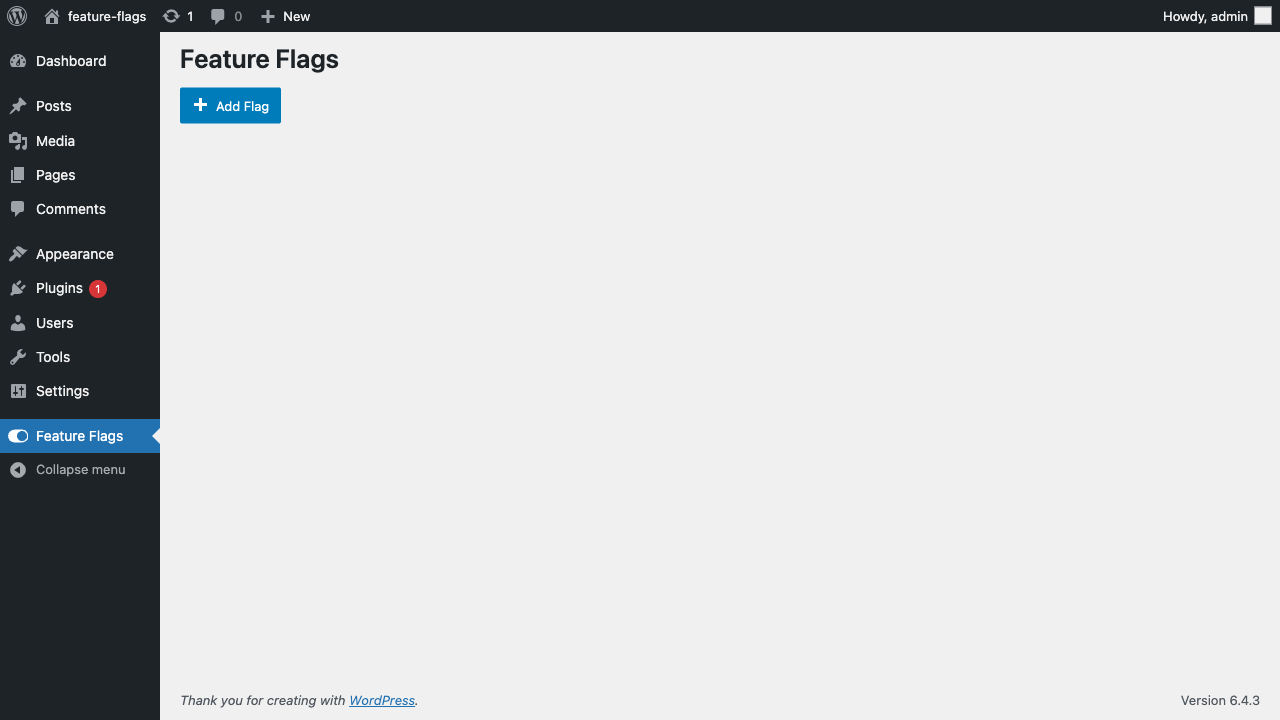 feature-flags 1 0 New Howdy, admin
Dashboard
Posts
Media
Pages
Comments
Appearance
Plugins 1
Users
Tools
Settings
Feature Flags
Collapse menu
Feature Flags
Add Flag
Thank you for creating with WordPress. Version 6.4.3